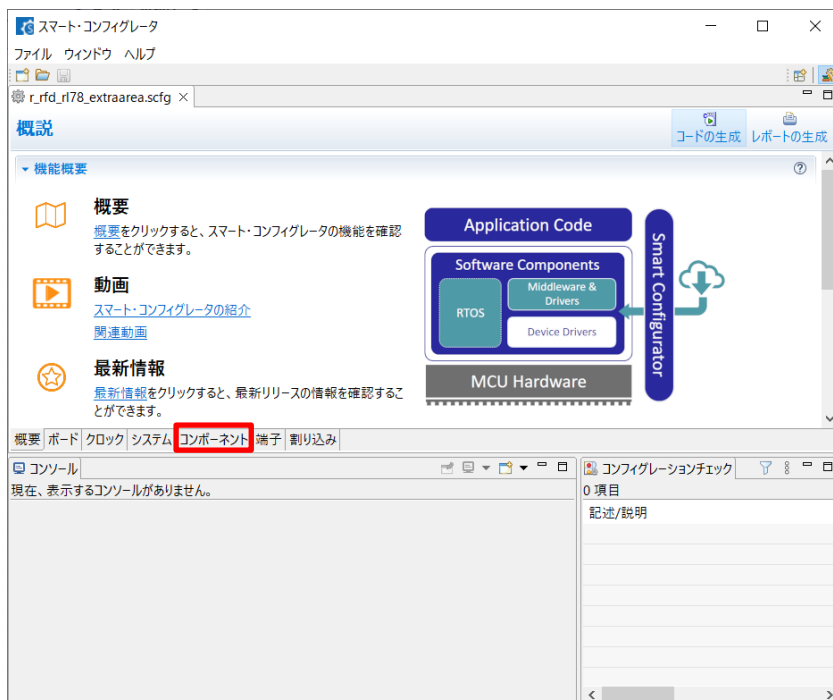 スマート・コンフィグレータ
ファイル ウィンドウ ヘルプ
r_rfd_rl78_extraarea.scfg
概説
コードの生成 レポートの生成
機能概要
概要
概要をクリックすると、スマート・コンフィグレータの機能を確認
することができます。
動画
スマート・コンフィグレータの紹介
関連動画
最新情報
最新情報をクリックすると、最新リリースの情報を確認するこ
とができます。
Application Code
Software Components
RTOS
Middleware &
Drivers
Device Drivers
MCU Hardware
Smart Configurator
概要 ボード クロック システム コンポーネント 端子 割り込み
コンソール
現在、表示するコンソールがありません。
コンフィグレーションチェック
0 項目
記述/説明